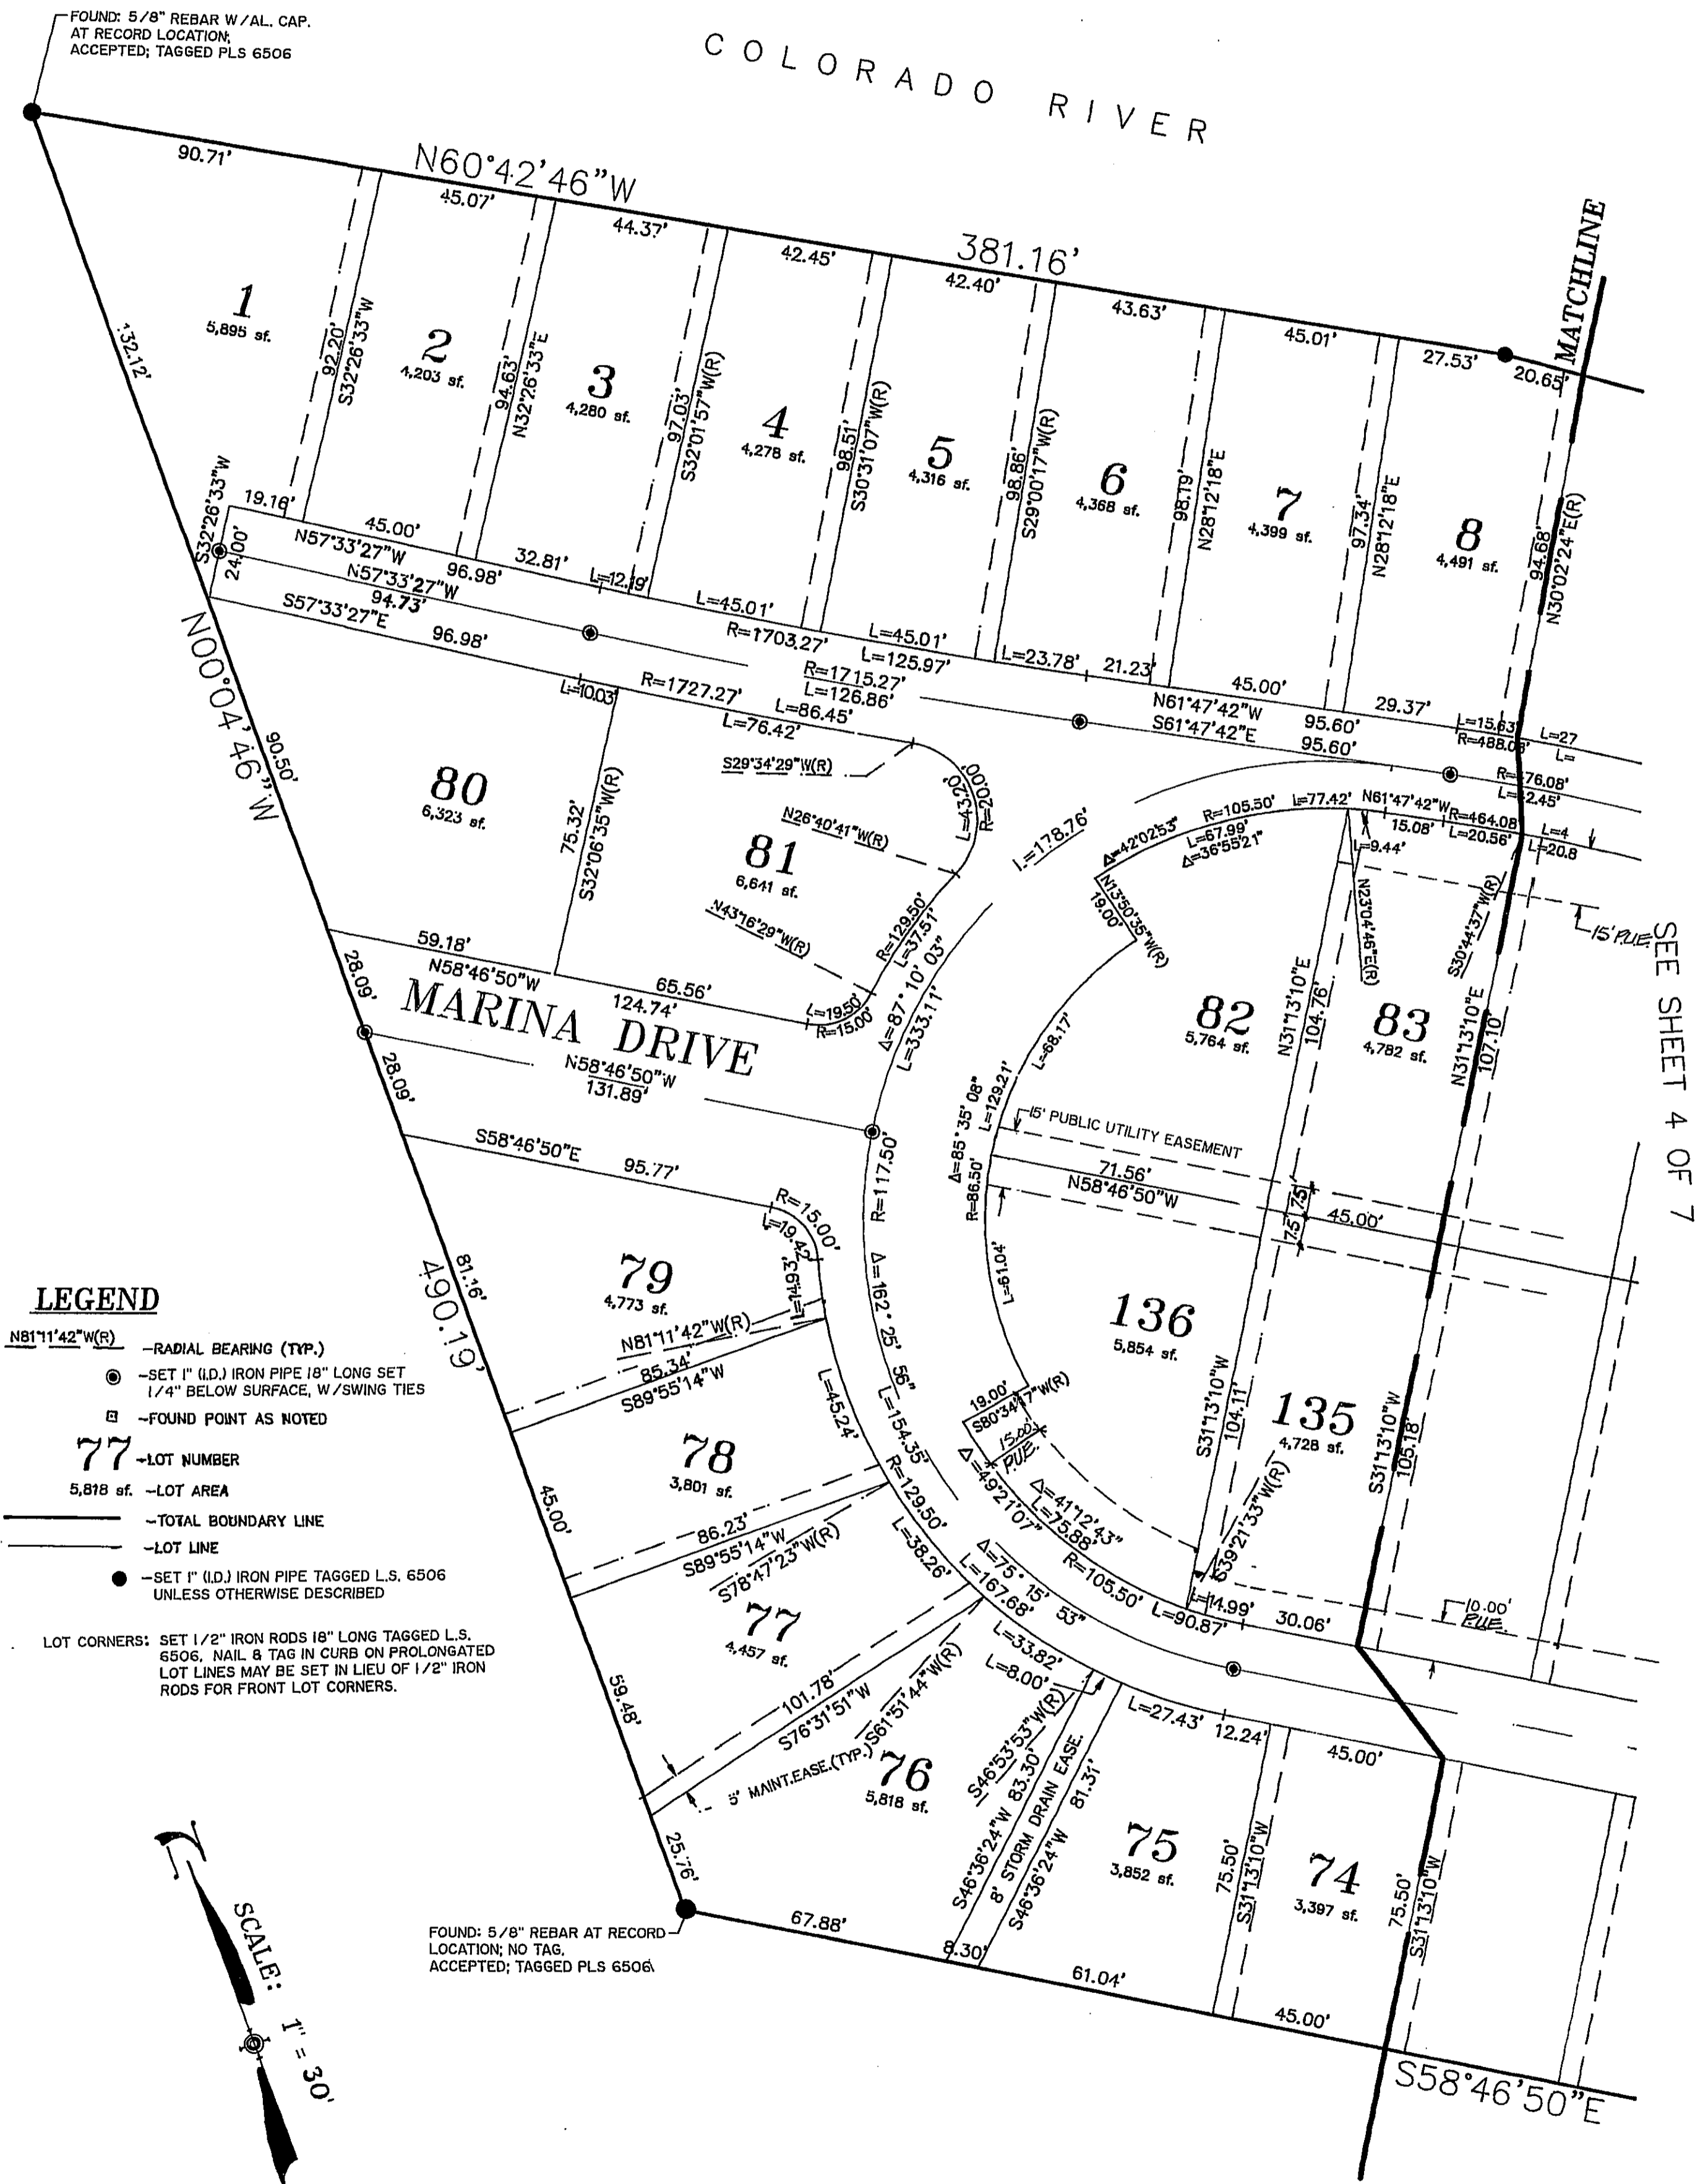 FOUND: 5/8" REBAR W/AL. CAP.
AT RECORD LOCATION;
ACCEPTED; TAGGED PLS 6506
COLORADO RIVER
MATCHLINE
90.71'
N60°42'46"W
45.07'
44.37'
42.45'
381.16'
42.40'
43.63'
45.01'
27.53'
20.65'
1
5,895 sf.
92.20'
S32°26'33"W
2
4,203 sf.
94.63'
N32°26'33"E
3
4,280 sf.
97.03'
S32°01'57"W(R)
4
4,278 sf.
98.51'
S30°31'07"W(R)
5
4,316 sf.
98.86'
S29°00'17"W(R)
6
4,368 sf.
98.19'
N28°12'18"E
7
4,399 sf.
97.34'
N28°12'18"E
8
4,491 sf.
94.68'
N30°02'24"E(R)
132.12'
S32°26'33"W
24.00'
19.16'
45.00'
N57°33'27"W
96.98'
32.81'
L=12.19'
N57°33'27"W
94.73'
S57°33'27"E
96.98'
L=45.01'
R=1703.27'
L=45.01'
L=125.97'
L=23.78'
21.23'
45.00'
29.37'
R=1715.27'
L=126.86'
N61°47'42"W
95.60'
S61°47'42"E
95.60'
L=15.63'
R=488.08'
L=27
L=
L=10.03'
R=1727.27'
L=86.45'
L=76.42'
S29°34'29"W(R)
76.08'
2.45'
N00°04'46"W
90.50'
80
6,323 sf.
75.32'
S32°06'35"W(R)
81
6,641 sf.
N26°40'41"W(R)
N43°16'29"W(R)
L=43.20'
R=20.00'
R=129.50'
L=37.51'
L=178.76'
Δ=42°02'53"
R=105.50'
L=77.42'
L=67.99'
Δ=36°55'21"
N61°47'42"W
15.08'
R=464.08'
L=20.56'
L=4
L=20.8
L=9.44'
N13°50'35"W(R)
19.00'
N23°04'46"E(R)
S30°44'37"W(R)
15' P.U.E.
SEE SHEET 4 OF 7
59.18'
N58°46'50"W
65.56'
124.74'
L=19.50'
R=15.00'
Δ=87°10'03"
L=333.11'
28.09'
MARINA DRIVE
N58°46'50"W
131.89'
28.09'
82
5,764 sf.
N31°13'10"E
104.76'
83
4,782 sf.
N31°13'10"E
107.10'
L=68.17'
L=129.21'
Δ=85°35'08"
R=86.50'
15' PUBLIC UTILITY EASEMENT
71.56'
N58°46'50"W
7.5'
7.5'
45.00'
R=117.50'
Δ=162°25'56"
S58°46'50"E
95.77'
R=15.00'
L=19.42'
L=14.93'
L=61.04'
81.16'
490.19'
79
4,773 sf.
N81°11'42"W(R)
85.34'
S89°55'14"W
L=45.24'
L=154.35'
136
5,854 sf.
19.00'
S80°34'17"W(R)
15.00'
P.U.E.
S31°13'10"W
104.11'
135
4,728 sf.
S31°13'10"W
105.18'
LEGEND
N81°11'42"W(R) -RADIAL BEARING (TYP.)
-SET 1" (I.D.) IRON PIPE 18" LONG SET
1/4" BELOW SURFACE, W/SWING TIES
-FOUND POINT AS NOTED
77 -LOT NUMBER
5,818 sf. -LOT AREA
-TOTAL BOUNDARY LINE
-LOT LINE
-SET 1" (I.D.) IRON PIPE TAGGED L.S. 6506
UNLESS OTHERWISE DESCRIBED
LOT CORNERS: SET 1/2" IRON RODS 18" LONG TAGGED L.S.
6506, NAIL & TAG IN CURB ON PROLONGATED
LOT LINES MAY BE SET IN LIEU OF 1/2" IRON
RODS FOR FRONT LOT CORNERS.
45.00'
78
3,801 sf.
86.23'
S89°55'14"W
S78°47'23"W(R)
R=129.50'
L=38.26'
Δ=49°21'07"
Δ=41°12'43"
L=75.88'
R=105.50'
S39°21'33"W(R)
Δ=75°15'53"
L=167.68'
L=90.87'
L=14.99'
30.06'
10.00'
P.U.E.
77
4,457 sf.
59.48'
101.78'
S76°31'51"W
S61°51'44"W(R)
5' MAINT.EASE.(TYP.)
L=33.82'
L=8.00'
S46°53'53"W(R)
L=27.43'
12.24'
45.00'
76
5,818 sf.
S46°36'24"W 83.30'
8' STORM DRAIN EASE.
S46°36'24"W 81.31'
75
3,852 sf.
75.50'
S31°13'10"W
74
3,397 sf.
75.50'
S31°13'10"W
25.76'
FOUND: 5/8" REBAR AT RECORD
LOCATION; NO TAG.
ACCEPTED; TAGGED PLS 6506
67.88'
8.30'
61.04'
45.00'
S58°46'50"E
SCALE: 1" = 30'